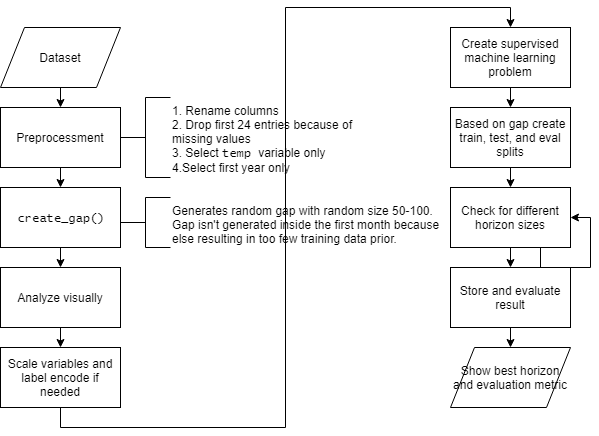 Dataset
Preprocessment
1. Rename columns
2. Drop first 24 entries because of
missing values
3. Select temp variable only
4.Select first year only
create_gap()
Generates random gap with random size 50-100.
Gap isn't generated inside the first month because
else resulting in too few training data prior.
Analyze visually
Scale variables and
label encode if
needed
Create supervised
machine learning
problem
Based on gap create
train, test, and eval
splits
Check for different
horizon sizes
Store and evaluate
result
Show best horizon
and evaluation metric